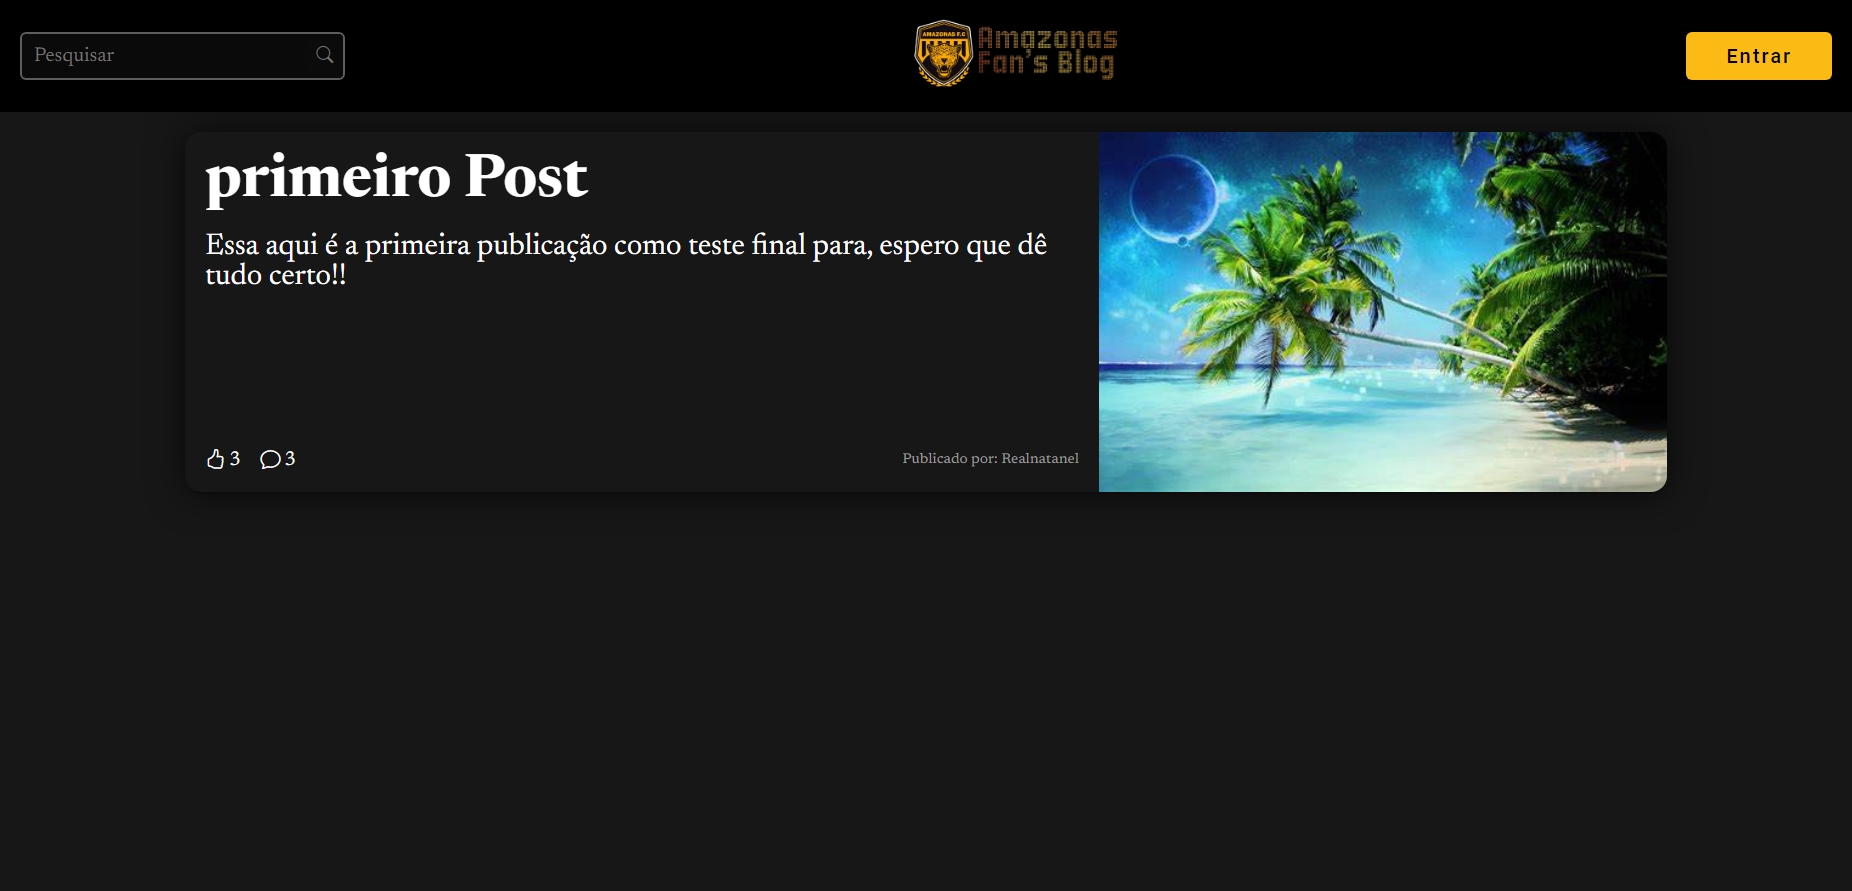 Pesquisar
AMAZONAS F.C
Amazonas
Fan's Blog
Entrar
primeiro Post
Essa aqui é a primeira publicação como teste final para, espero que dê
tudo certo!!
3
3
Publicado por: Realnatanel